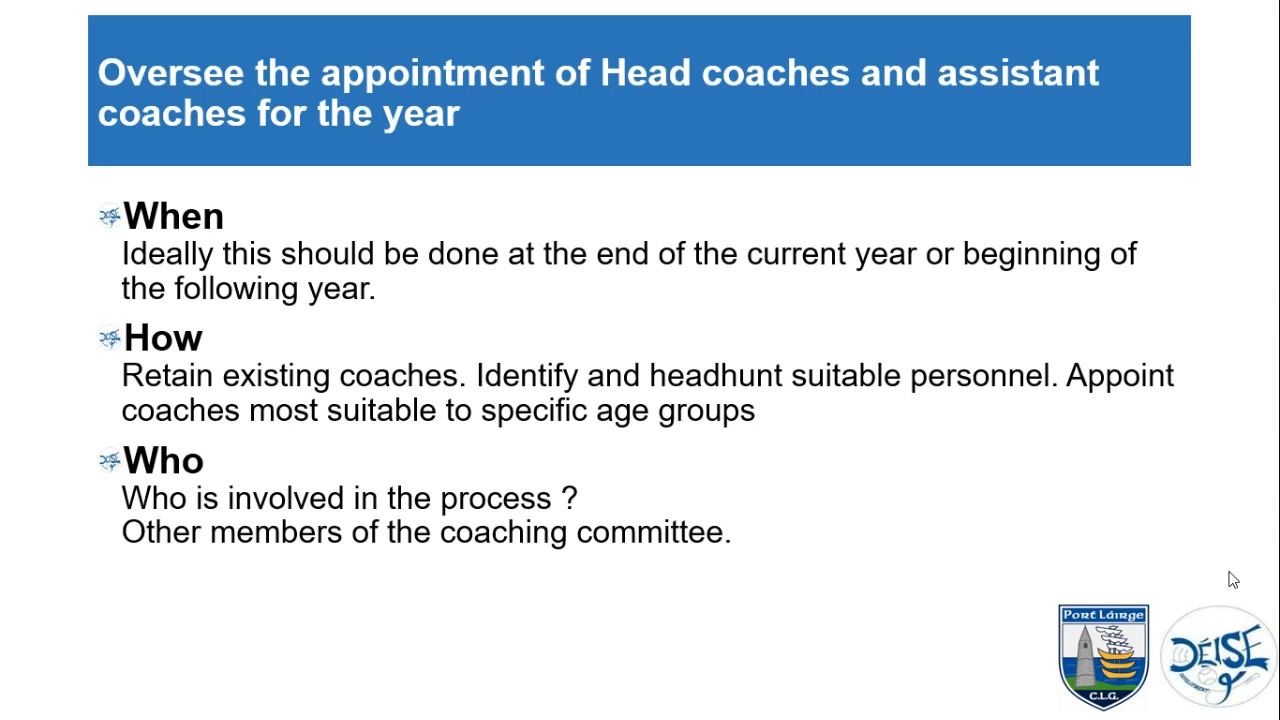 Oversee the appointment of Head coaches and assistant
coaches for the year
When
Ideally this should be done at the end of the current year or beginning of
the following year.
How
Retain existing coaches. Identify and headhunt suitable personnel. Appoint
coaches most suitable to specific age groups
Who
Who is involved in the process ?
Other members of the coaching committee.
Port Láirge
C.L.G.
DÉISE
DEVELOPMENT